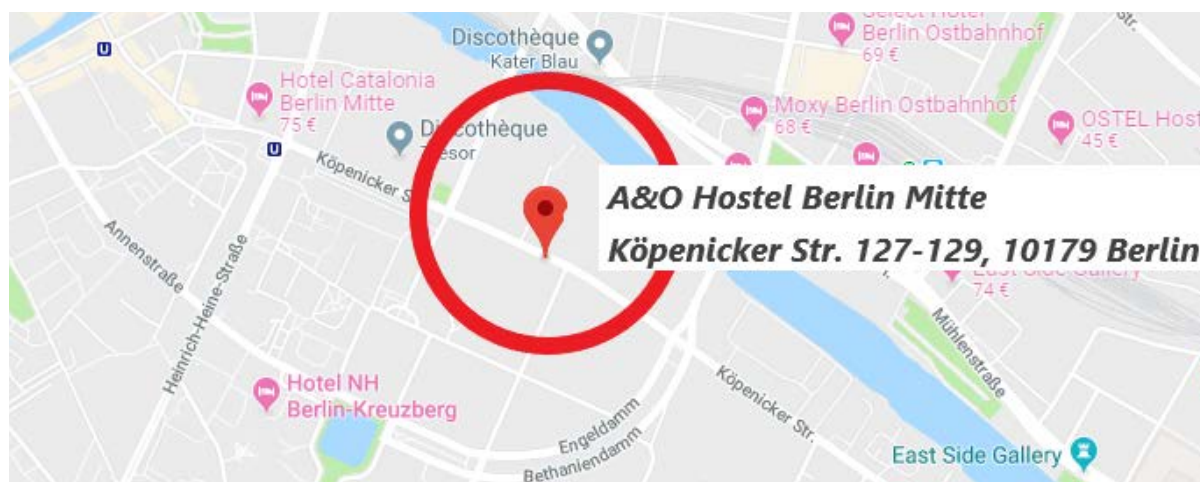 Select Hotel
Berlin Ostbahnhof
69 €
Str.
Discothèque
Kater Blau
U
Hotel Catalonia
Berlin Mitte
75 €
Moxy Berlin Ostbahnhof
68 €
OSTEL Host
45 €
Discothèque
Tresor
U
Köpenicker S
A&O Hostel Berlin Mitte
Köpenicker Str. 127-129, 10179 Berlin
East Side Gallery
74 €
Annenstraße
Heinrich-Heine-Straße
Mühlenstraße
Hotel NH
Berlin-Kreuzberg
Köpenicker Str.
Engeldamm
Bethaniendamm
East Side Gallery